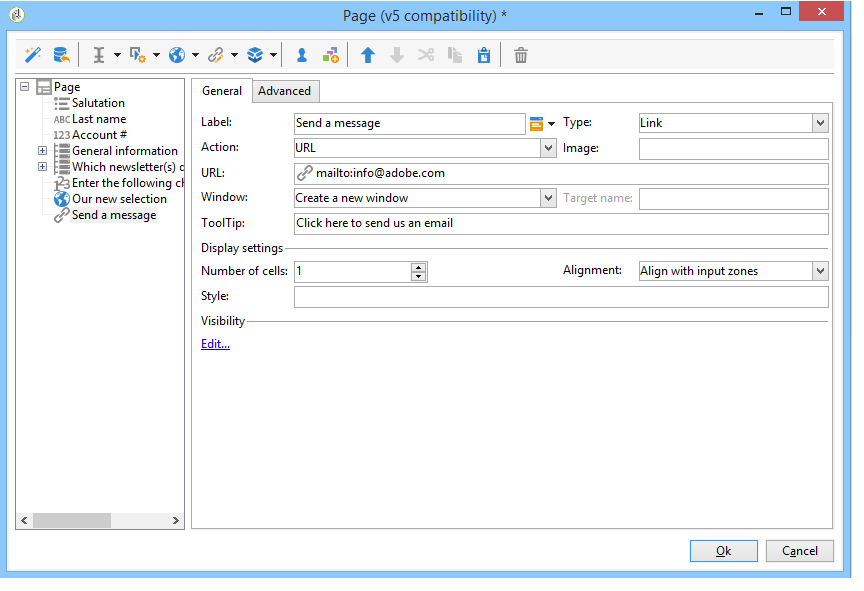 Page (v5 compatibility) *
Page
Salutation
ABC Last name
123 Account #
General information
Which newsletter(s) c
Enter the following ch
Our new selection
Send a message
General
Advanced
Label: Send a message Type: Link
Action: URL Image:
URL: mailto:info@adobe.com
Window: Create a new window Target name:
ToolTip: Click here to send us an email
Display settings
Number of cells: 1 Alignment: Align with input zones
Style:
Visibility
Edit...
Ok Cancel